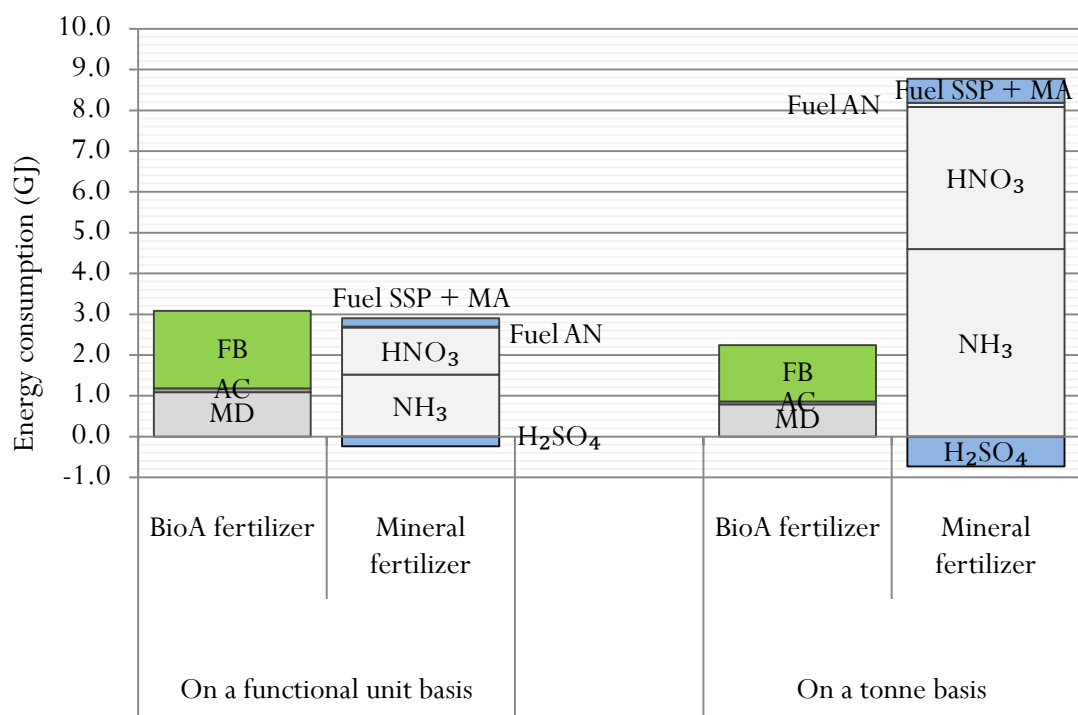 Energy consumption (GJ)
10.0
9.0
8.0
7.0
6.0
5.0
4.0
3.0
2.0
1.0
0.0
-1.0
FB
AC
MD
Fuel SSP + MA
Fuel AN
HNO₃
NH₃
H₂SO₄
FB
AC
MD
Fuel SSP + MA
Fuel AN
HNO₃
NH₃
H₂SO₄
BioA fertilizer
Mineral
fertilizer
BioA fertilizer
Mineral
fertilizer
On a functional unit basis
On a tonne basis